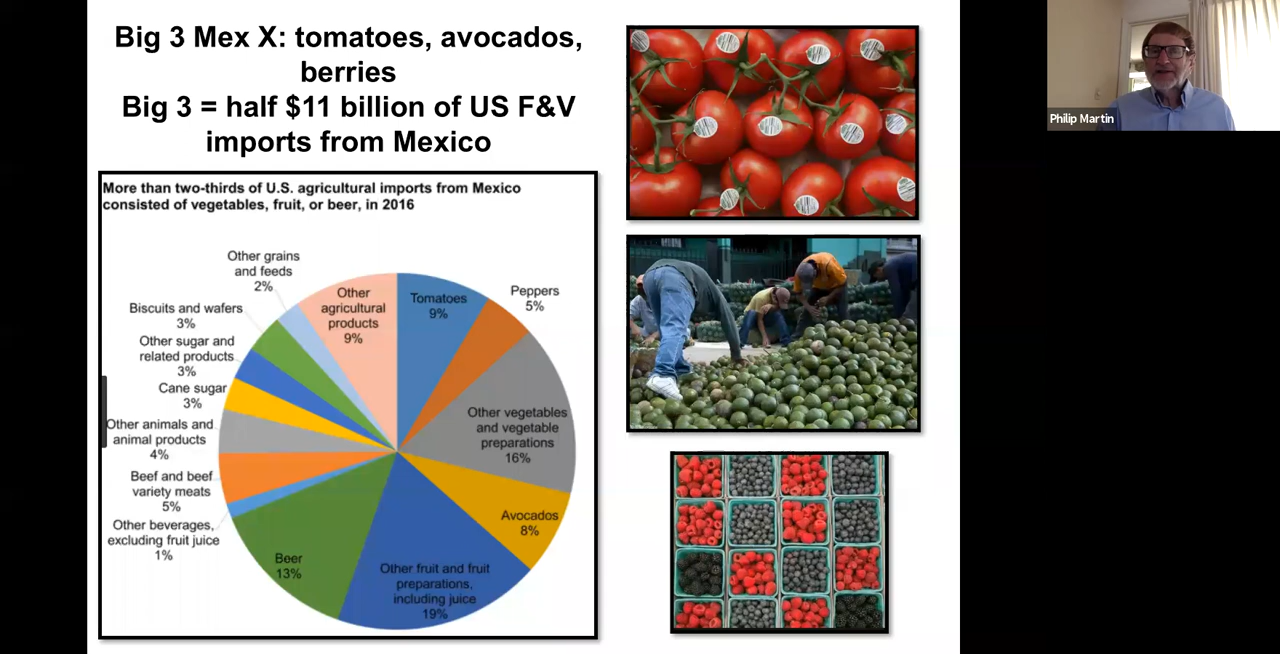 Big 3 Mex X: tomatoes, avocados,
berries
Big 3 = half $11 billion of US F&V
imports from Mexico
Philip Martin
More than two-thirds of U.S. agricultural imports from Mexico
consisted of vegetables, fruit, or beer, in 2016
Other grains
and feeds
2%
Other
agricultural
products
9%
Tomatoes
9%
Peppers
5%
Biscuits and wafers
3%
Other sugar and
related products
3%
Cane sugar
3%
Other vegetables
and vegetable
preparations
16%
Other animals and
animal products
4%
Beef and beef
variety meats
5%
Avocados
8%
Other beverages,
excluding fruit juice
1%
Beer
13%
Other fruit and fruit
preparations,
including juice
19%